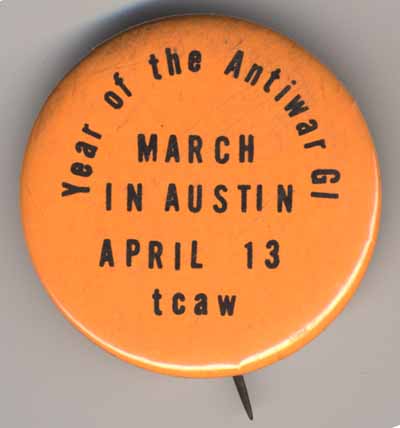 Year of the Antiwar GI
MARCH
IN AUSTIN
APRIL 13
tcaw